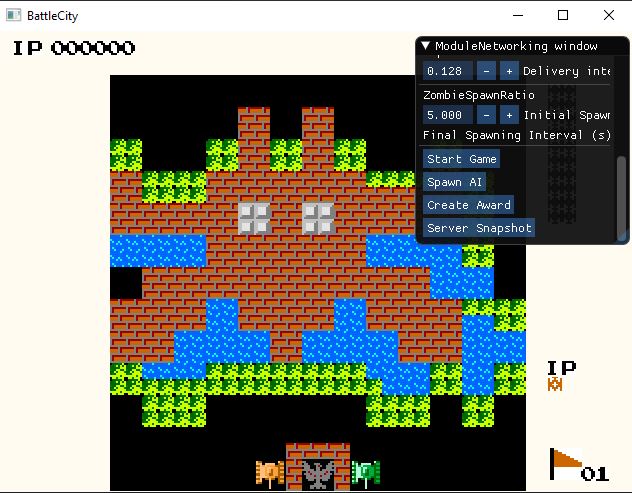 BattleCity
IP 000000
ModuleNetworking window
0.128 - + Delivery inte
ZombieSpawnRatio
5.000 - + Initial Spawn
Final Spawning Interval (s)
Start Game
Spawn AI
Create Award
Server Snapshot
IP
01